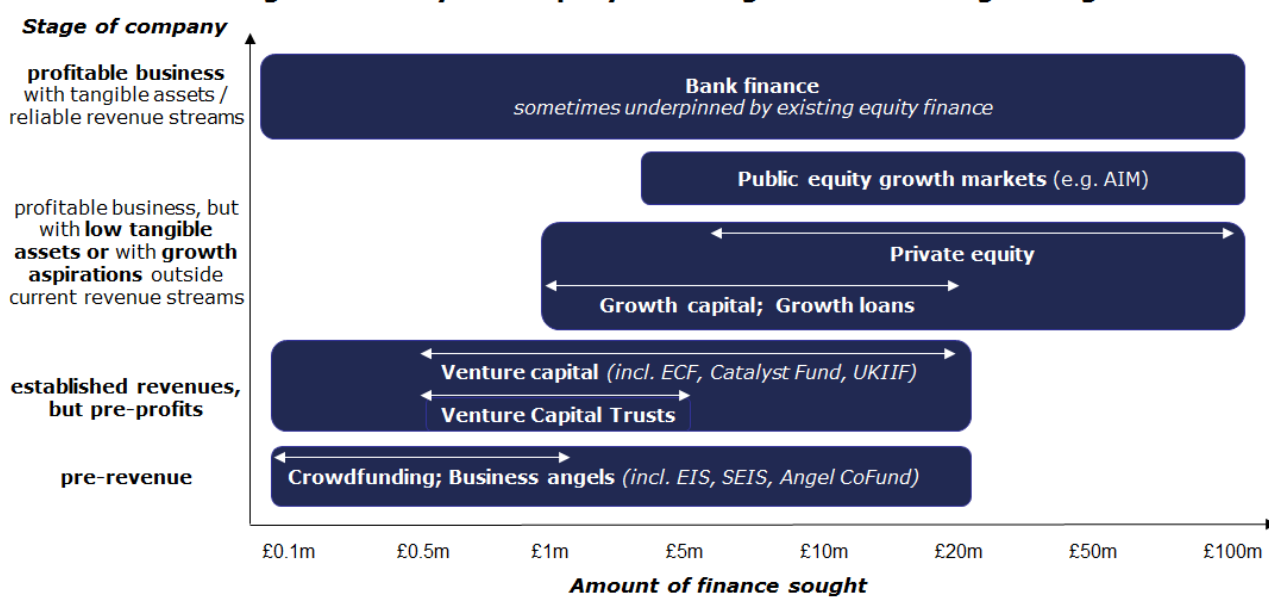 Stage of company
profitable business
with tangible assets /
reliable revenue streams
Bank finance
sometimes underpinned by existing equity finance
Public equity growth markets (e.g. AIM)
profitable business, but
with low tangible
assets or with growth
aspirations outside
current revenue streams
Private equity
Growth capital; Growth loans
established revenues,
but pre-profits
Venture capital (incl. ECF, Catalyst Fund, UKIIF)
Venture Capital Trusts
pre-revenue
Crowdfunding; Business angels (incl. EIS, SEIS, Angel CoFund)
£0.1m £0.5m £1m £5m £10m £20m £50m £100m
Amount of finance sought